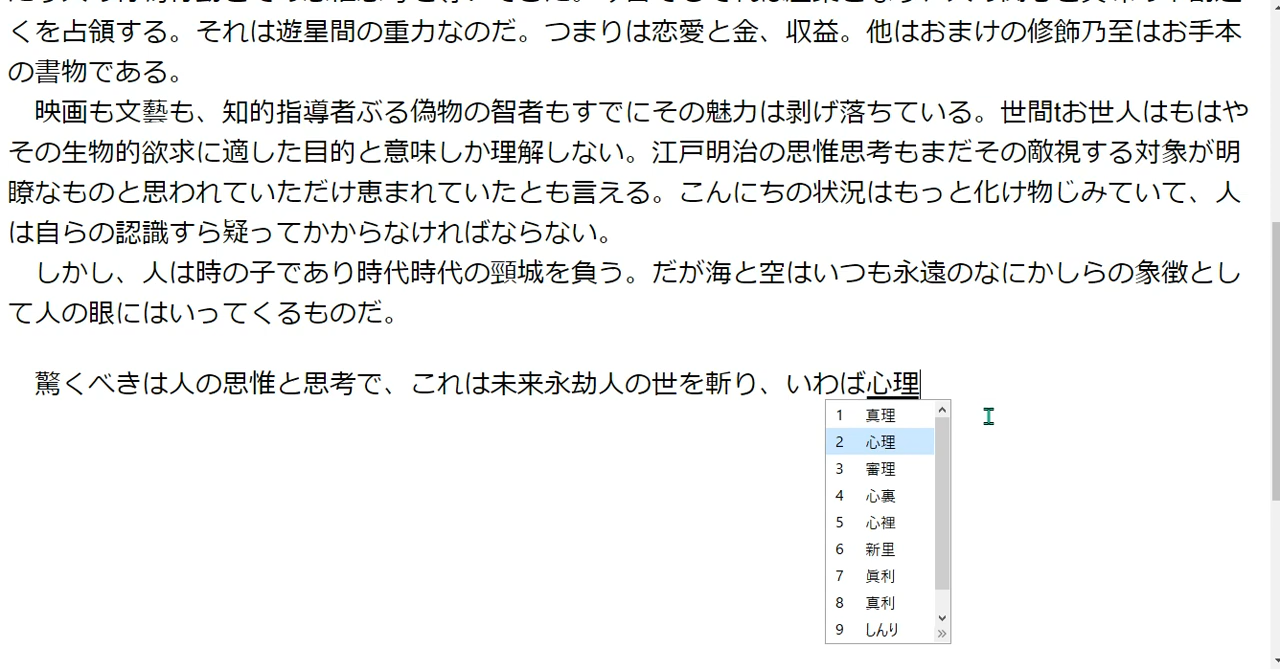 くを占領する。それは遊星間の重力なのだ。つまりは恋愛と金、収益。他はおまけの修飾乃至はお手本
の書物である。
映画も文藝も、知的指導者ぶる偽物の智者もすでにその魅力は剥げ落ちている。世間tお世人はもはや
その生物的欲求に適した目的と意味しか理解しない。江戸明治の思惟思考もまだその敵視する対象が明
瞭なものと思われていただけ恵まれていたとも言える。こんにちの状況はもっと化け物じみていて、人
は自らの認識すら疑ってかからなければならない。
しかし、人は時の子であり時代時代の頸城を負う。だが海と空はいつも永遠のなにかしらの象徴とし
て人の眼にはいってくるものだ。
驚くべきは人の思惟と思考で、これは未来永劫人の世を斬り、いわば心理
1 真理
2 心理
3 審理
4 心裏
5 心裡
6 新里
7 眞利
8 真利
9 しんり